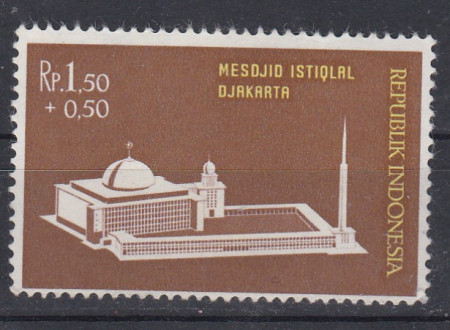 RP.1,50
+ 0,50
MESDJID ISTIQLAL
DJAKARTA
REPUBLIK INDONESIA